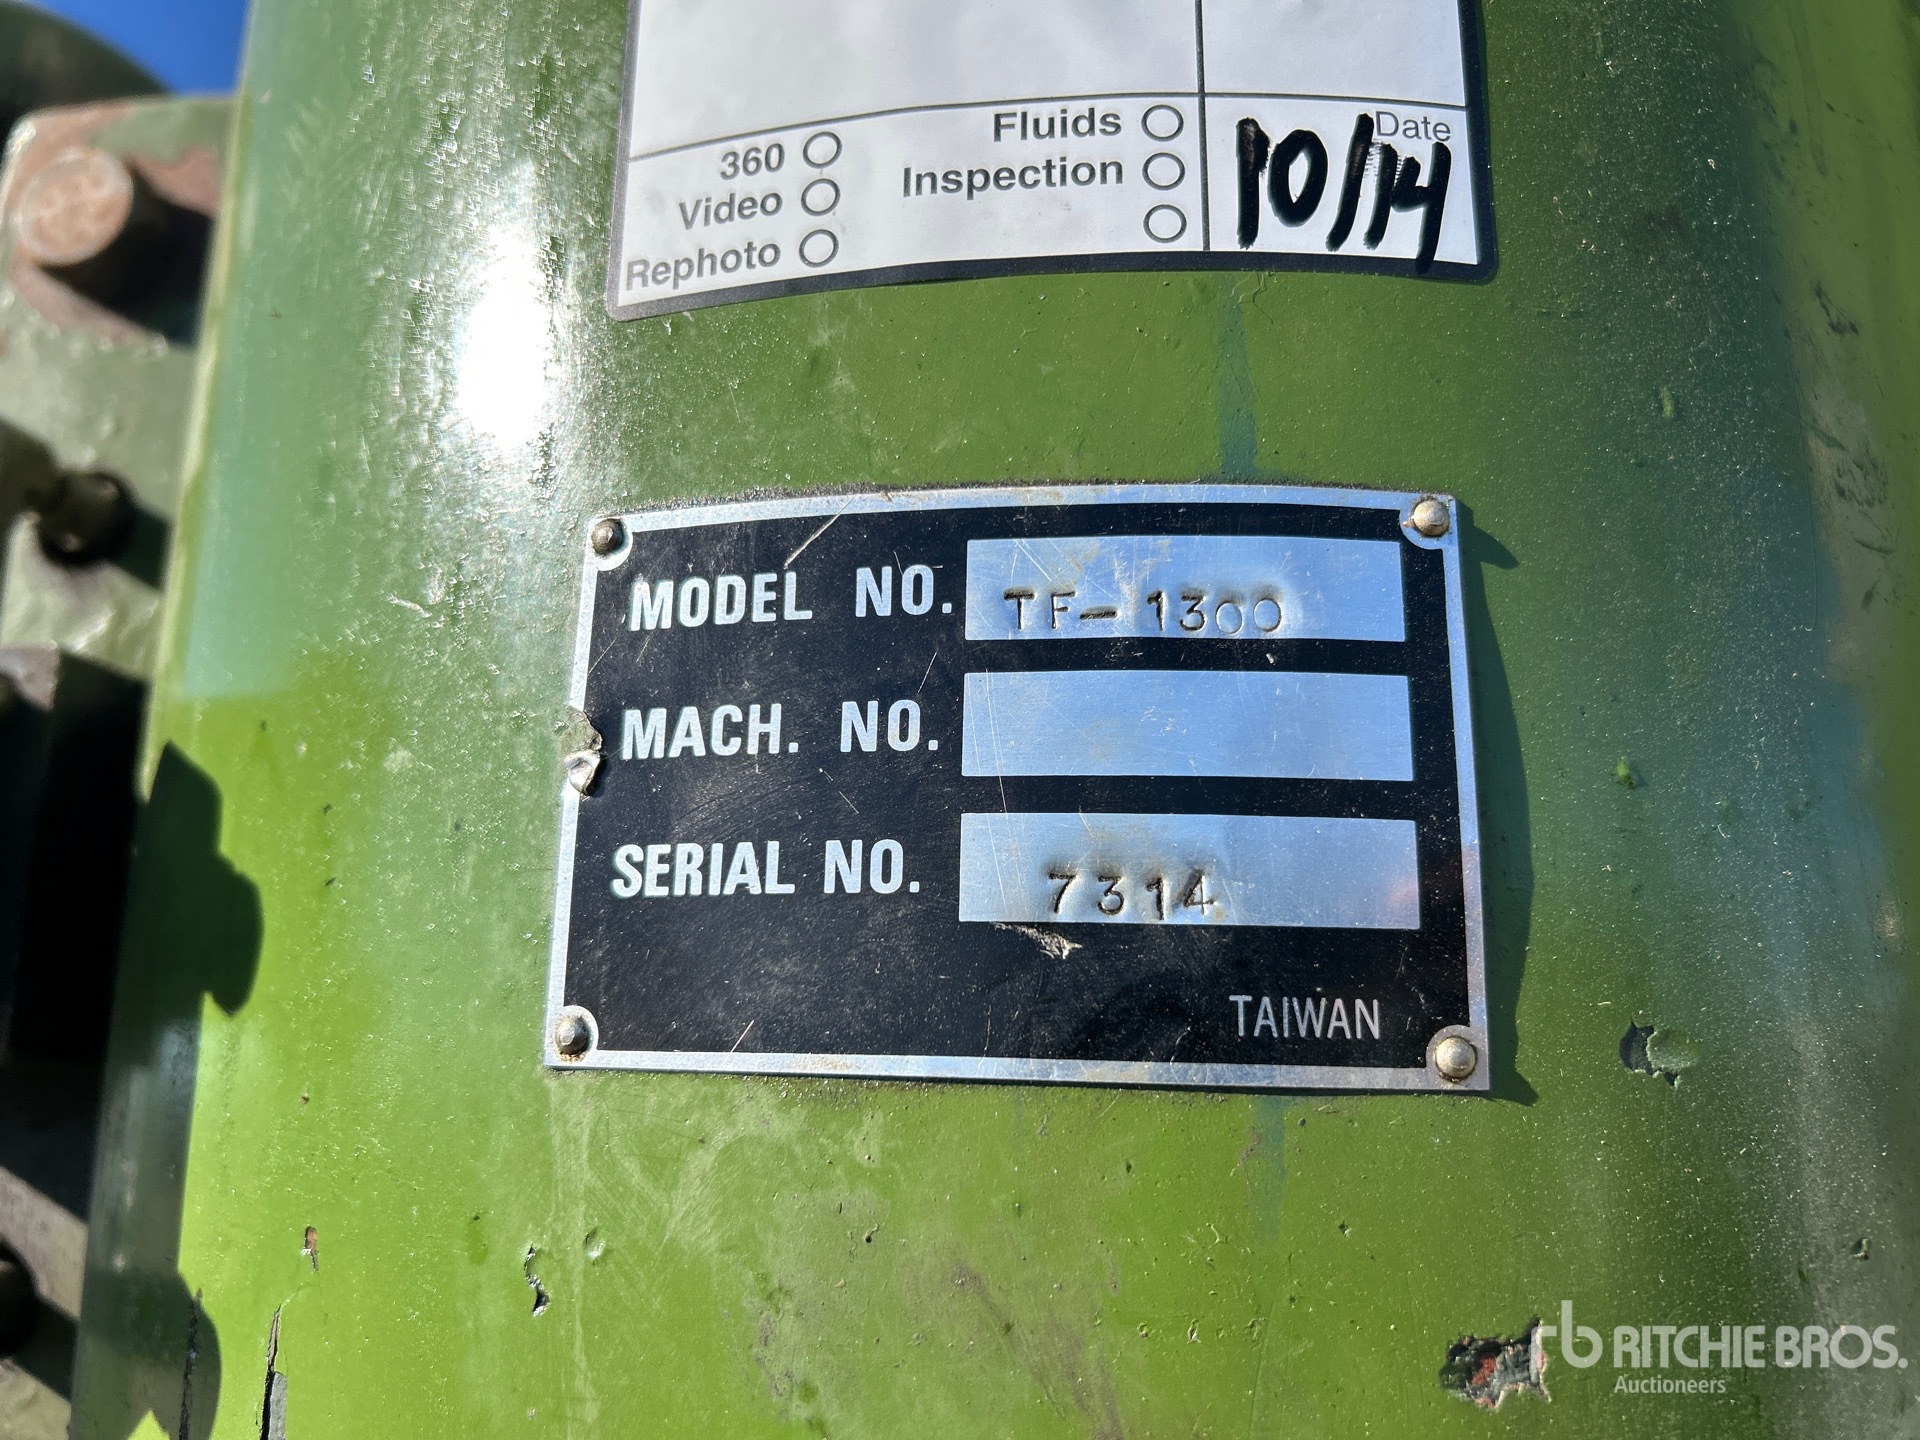 360
Video
Rephoto
Fluids
Inspection
Date
10/14
MODEL NO. TF-1300
MACH. NO.
SERIAL NO. 7314
TAIWAN
rb RITCHIE BROS.
Auctioneers